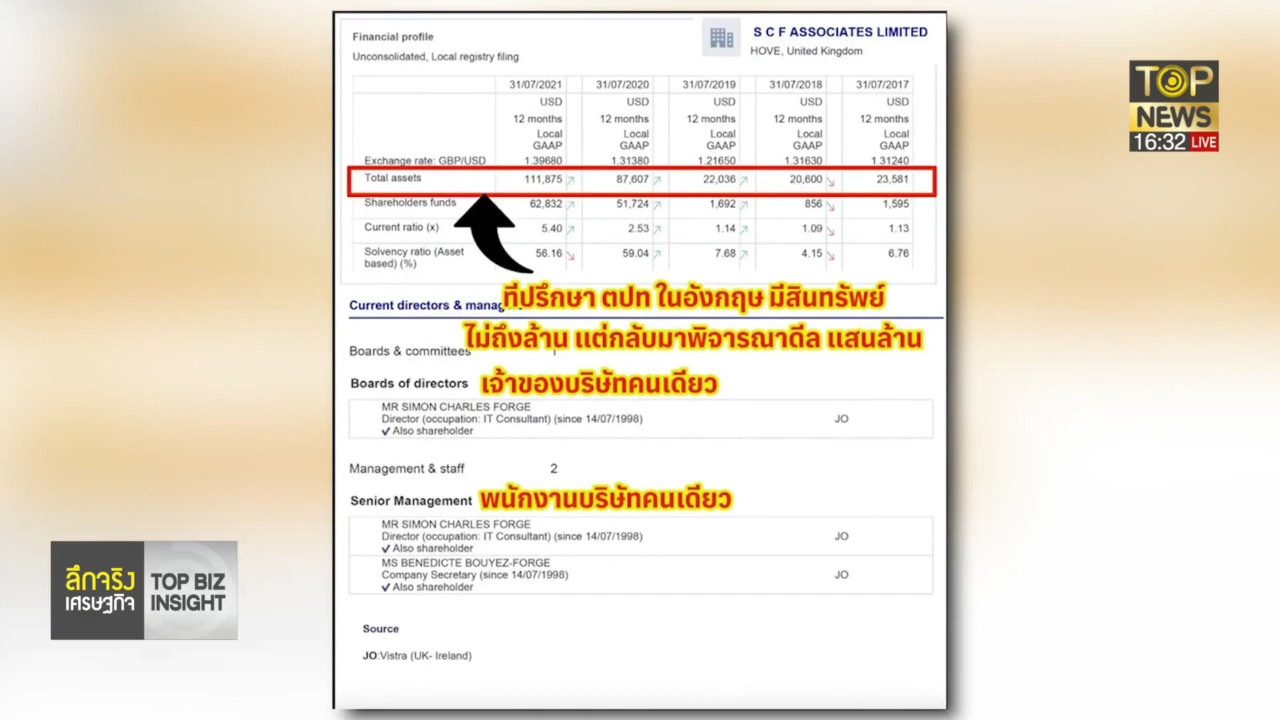 Financial profile
Unconsolidated, Local registry filing
S C F ASSOCIATES LIMITED
HOVE, United Kingdom
31/07/2021 31/07/2020 31/07/2019 31/07/2018 31/07/2017
USD USD USD USD USD
12 months 12 months 12 months 12 months 12 months
Local Local Local Local Local
GAAP GAAP GAAP GAAP GAAP
Exchange rate: GBP/USD 1.39680 1.31380 1.21650 1.31630 1.31240
Total assets 111,875 87,607 22,036 20,600 23,581
Shareholders funds 62,832 51,724 1,692 856 1,595
Current ratio (x) 5.40 2.53 1.14 1.09 1.13
Solvency ratio (Asset 56.16 59.04 7.68 4.15 6.76
based) (%)
ที่ปรึกษา ตปท ในอังกฤษ มีสินทรัพย์
Current directors &
ไม่ถึงล้าน แต่กลับมาพิจารณาดีล แสนล้าน
Boards & committees
Boards of directors เจ้าของบริษัทคนเดียว
MR SIMON CHARLES FORGE
Director (occupation: IT Consultant) (since 14/07/1998) JO
✔ Also shareholder
Management & staff 2
Senior Management พนักงานบริษัทคนเดียว
MR SIMON CHARLES FORGE
Director (occupation: IT Consultant) (since 14/07/1998) JO
✔ Also shareholder
MS BENEDICTE BOUYEZ-FORGE
Company Secretary (since 14/07/1998) JO
✔ Also shareholder
Source
JO:Vistra (UK- Ireland)
TOP
NEWS
16:32 LIVE
ลึกจริง
เศรษฐกิจ
TOP BIZ
INSIGHT